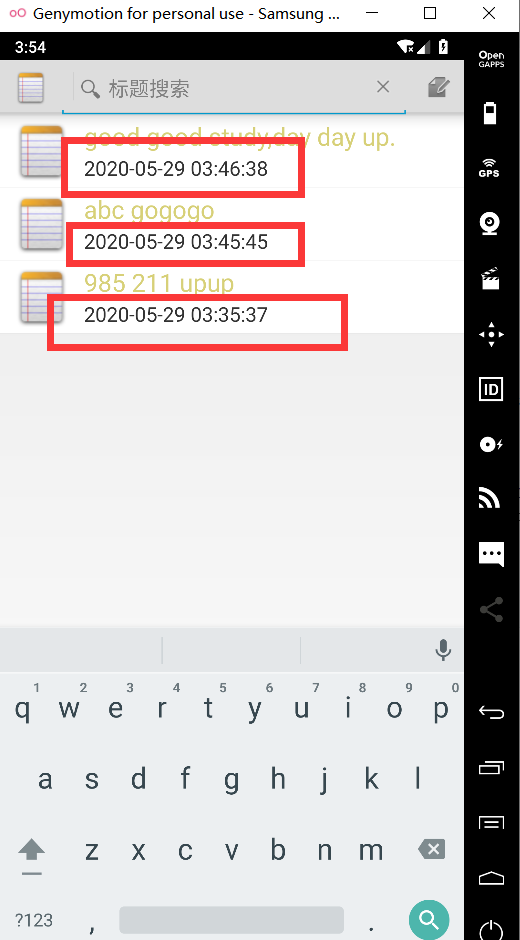 Genymotion for personal use - Samsung ...
Open
GAPPS
3:54
标题搜索
good good study,day day up.
2020-05-29 03:46:38
GPS
abc gogogo
2020-05-29 03:45:45
985 211 upup
2020-05-29 03:35:37
ID
1 2 3 4 5 6 7 8 9 0
q w e r t y u i o p
a s d f g h j k l
z x c v b n m
?123 , .